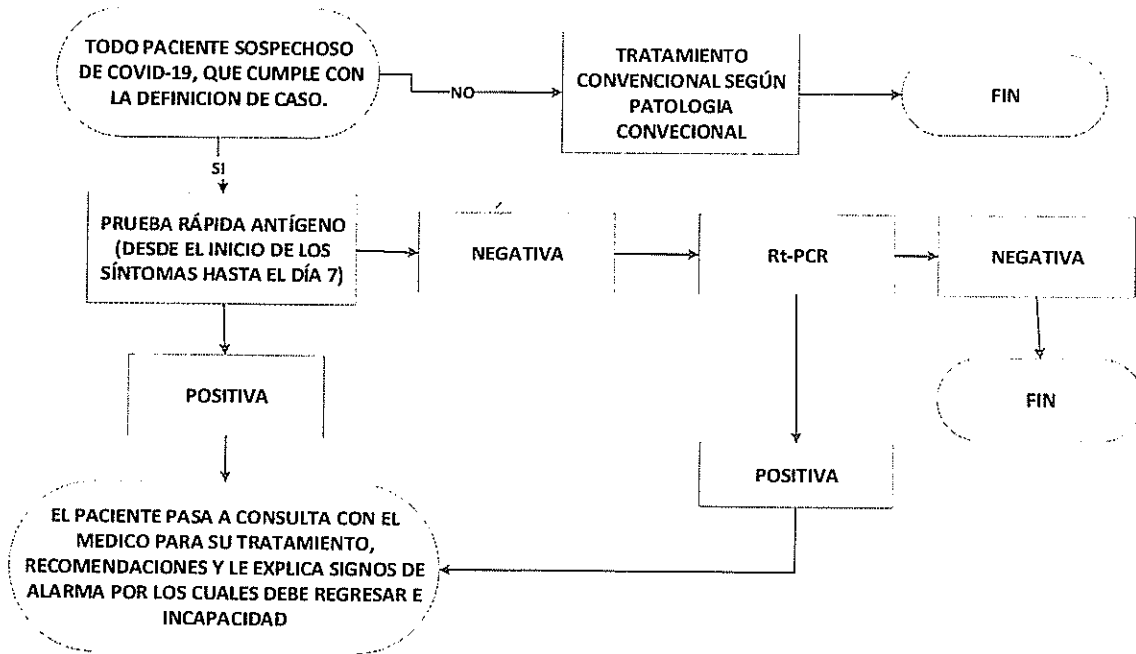 TODO PACIENTE SOSPECHOSO
DE COVID-19, QUE CUMPLE CON
LA DEFINICION DE CASO.
NO
TRATAMIENTO
CONVENCIONAL SEGÚN
PATOLOGIA
CONVECIONAL
FIN
SI
PRUEBA RÁPIDA ANTÍGENO
(DESDE EL INICIO DE LOS
SÍNTOMAS HASTA EL DÍA 7)
NEGATIVA
Rt-PCR
NEGATIVA
POSITIVA
FIN
POSITIVA
EL PACIENTE PASA A CONSULTA CON EL
MEDICO PARA SU TRATAMIENTO,
RECOMENDACIONES Y LE EXPLICA SIGNOS DE
ALARMA POR LOS CUALES DEBE REGRESAR E
INCAPACIDAD